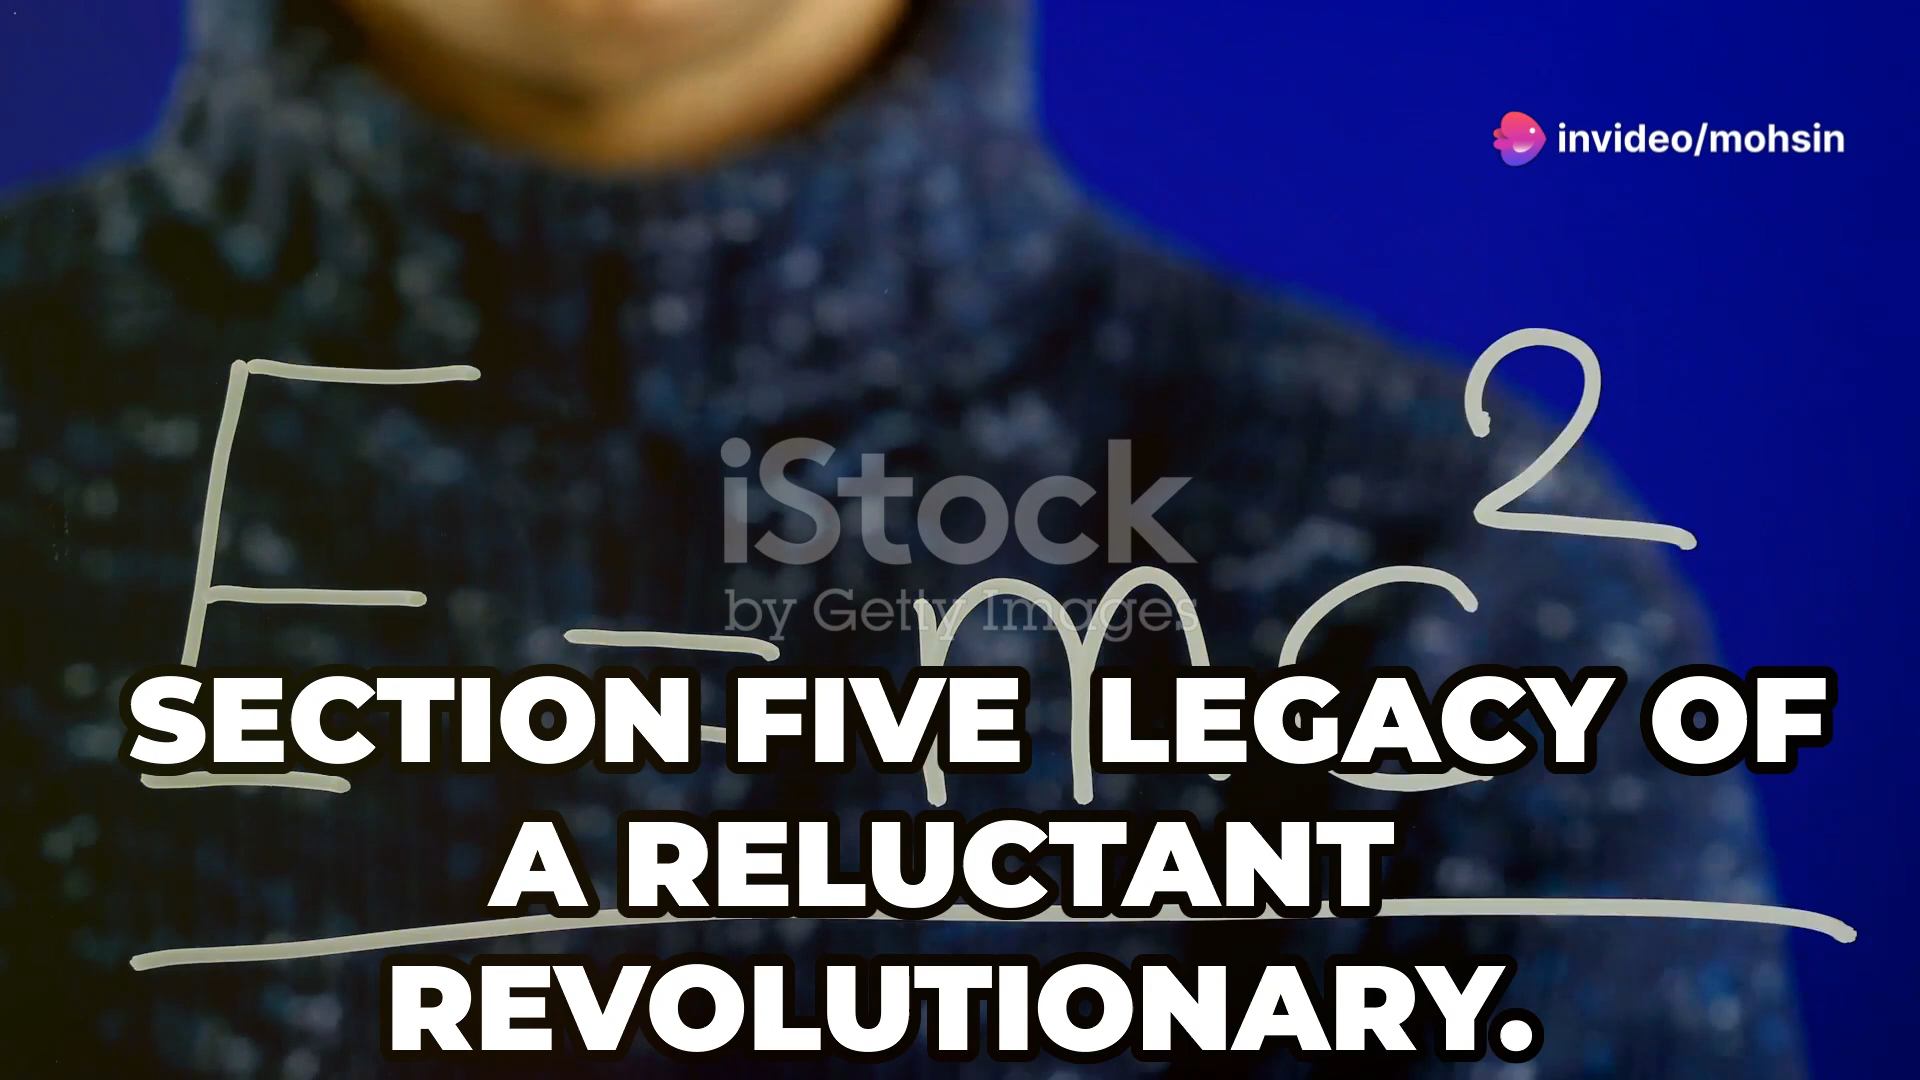 invideo/mohsin
E = mc²
iStock
by Getty Images
SECTION FIVE LEGACY OF
A RELUCTANT
REVOLUTIONARY.